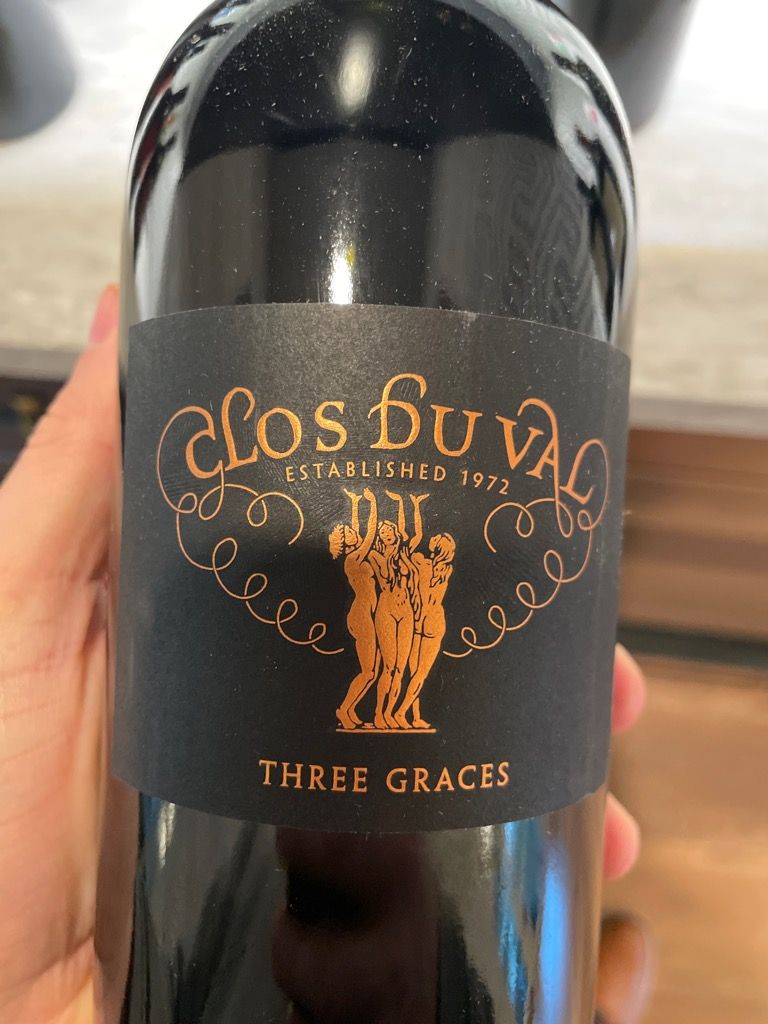 CLOS DU VAL
ESTABLISHED 1972
THREE GRACES